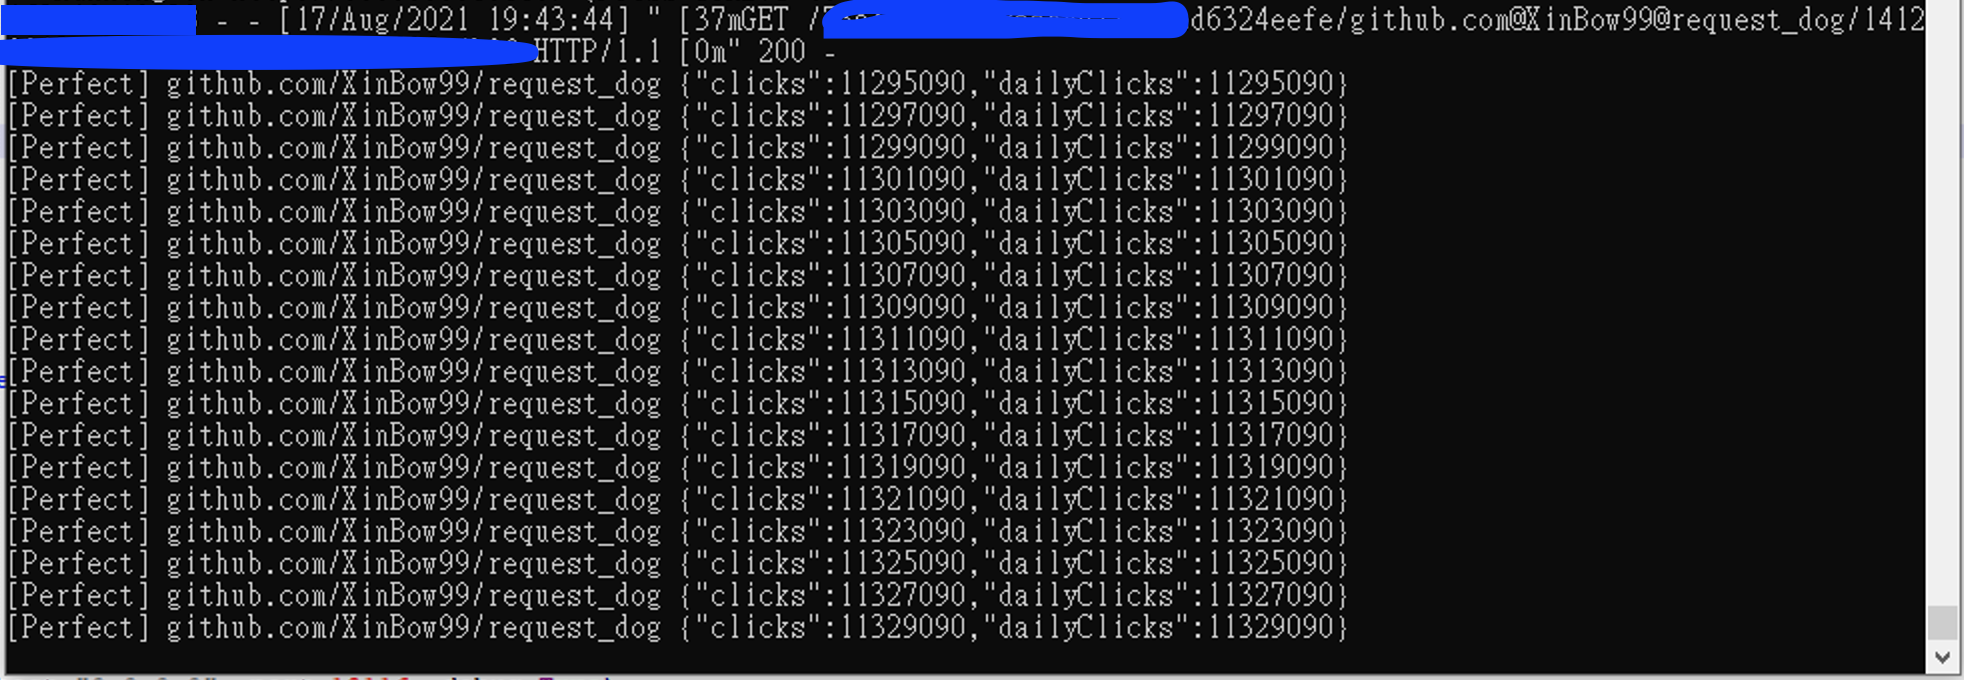 - - [17/Aug/2021 19:43:44] " [37mGET / d6324eefe/github.com@XinBow99@request_dog/1412
HTTP/1.1 [0m" 200 -
[Perfect] github.com/XinBow99/request_dog {"clicks":11295090,"dailyClicks":11295090}
[Perfect] github.com/XinBow99/request_dog {"clicks":11297090,"dailyClicks":11297090}
[Perfect] github.com/XinBow99/request_dog {"clicks":11299090,"dailyClicks":11299090}
[Perfect] github.com/XinBow99/request_dog {"clicks":11301090,"dailyClicks":11301090}
[Perfect] github.com/XinBow99/request_dog {"clicks":11303090,"dailyClicks":11303090}
[Perfect] github.com/XinBow99/request_dog {"clicks":11305090,"dailyClicks":11305090}
[Perfect] github.com/XinBow99/request_dog {"clicks":11307090,"dailyClicks":11307090}
[Perfect] github.com/XinBow99/request_dog {"clicks":11309090,"dailyClicks":11309090}
[Perfect] github.com/XinBow99/request_dog {"clicks":11311090,"dailyClicks":11311090}
[Perfect] github.com/XinBow99/request_dog {"clicks":11313090,"dailyClicks":11313090}
[Perfect] github.com/XinBow99/request_dog {"clicks":11315090,"dailyClicks":11315090}
[Perfect] github.com/XinBow99/request_dog {"clicks":11317090,"dailyClicks":11317090}
[Perfect] github.com/XinBow99/request_dog {"clicks":11319090,"dailyClicks":11319090}
[Perfect] github.com/XinBow99/request_dog {"clicks":11321090,"dailyClicks":11321090}
[Perfect] github.com/XinBow99/request_dog {"clicks":11323090,"dailyClicks":11323090}
[Perfect] github.com/XinBow99/request_dog {"clicks":11325090,"dailyClicks":11325090}
[Perfect] github.com/XinBow99/request_dog {"clicks":11327090,"dailyClicks":11327090}
[Perfect] github.com/XinBow99/request_dog {"clicks":11329090,"dailyClicks":11329090}